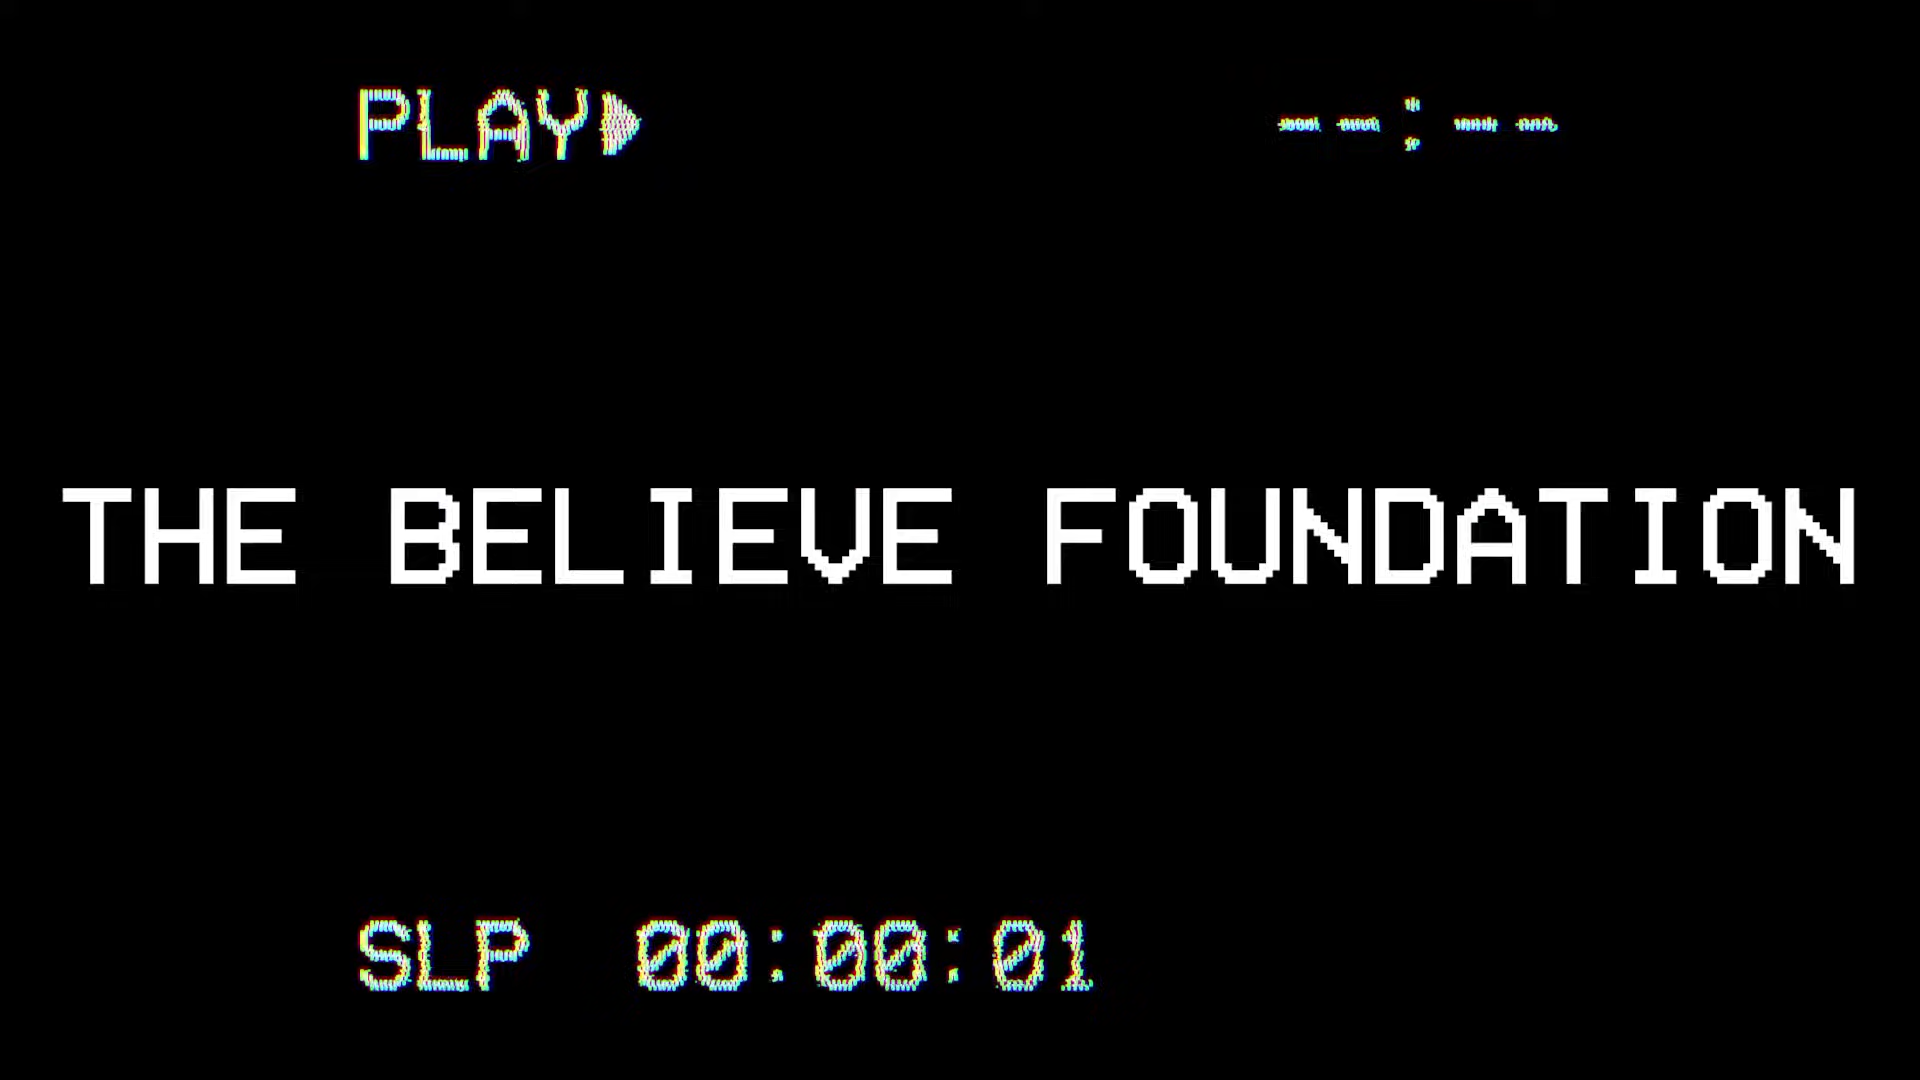 PLAY▶ --:--
THE BELIEVE FOUNDATION
SLP 00:00:01